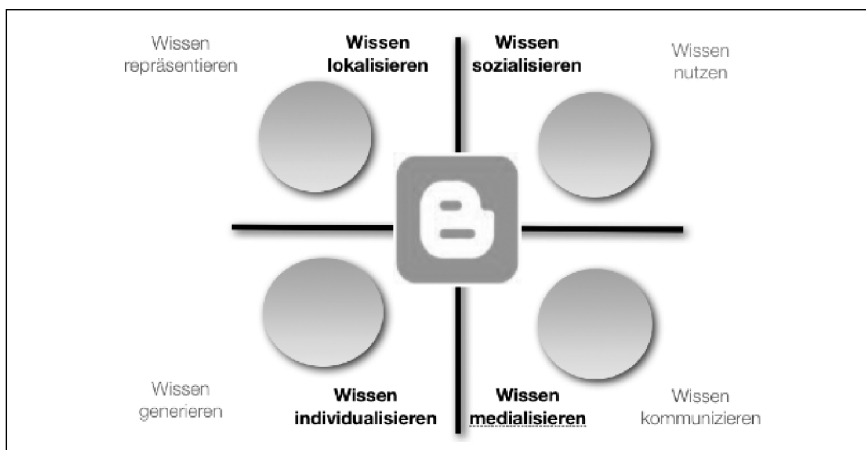 Wissen
repräsentieren
Wissen
lokalisieren
Wissen
sozialisieren
Wissen
nutzen
Wissen
generieren
Wissen
individualisieren
Wissen
medialisieren
Wissen
kommunizieren